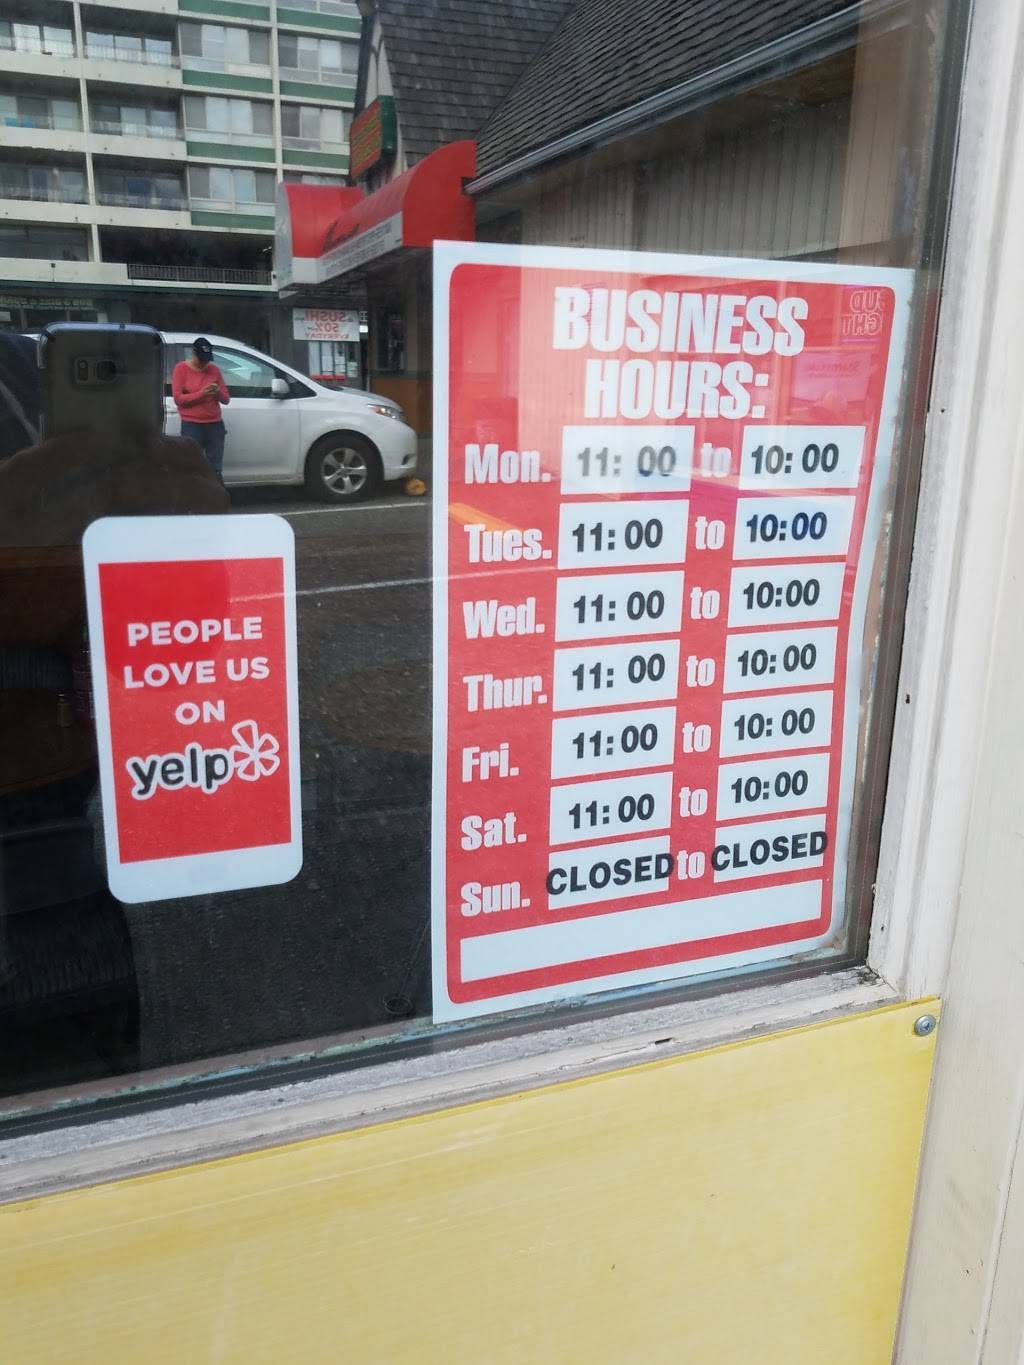 BUSINESS
HOURS:
Mon. 11:00 to 10:00
Tues. 11:00 to 10:00
Wed. 11:00 to 10:00
Thur. 11:00 to 10:00
Fri. 11:00 to 10:00
Sat. 11:00 to 10:00
Sun. CLOSED to CLOSED
PEOPLE
LOVE US
ON
yelp
SUSHI
50%
EVERYDAY